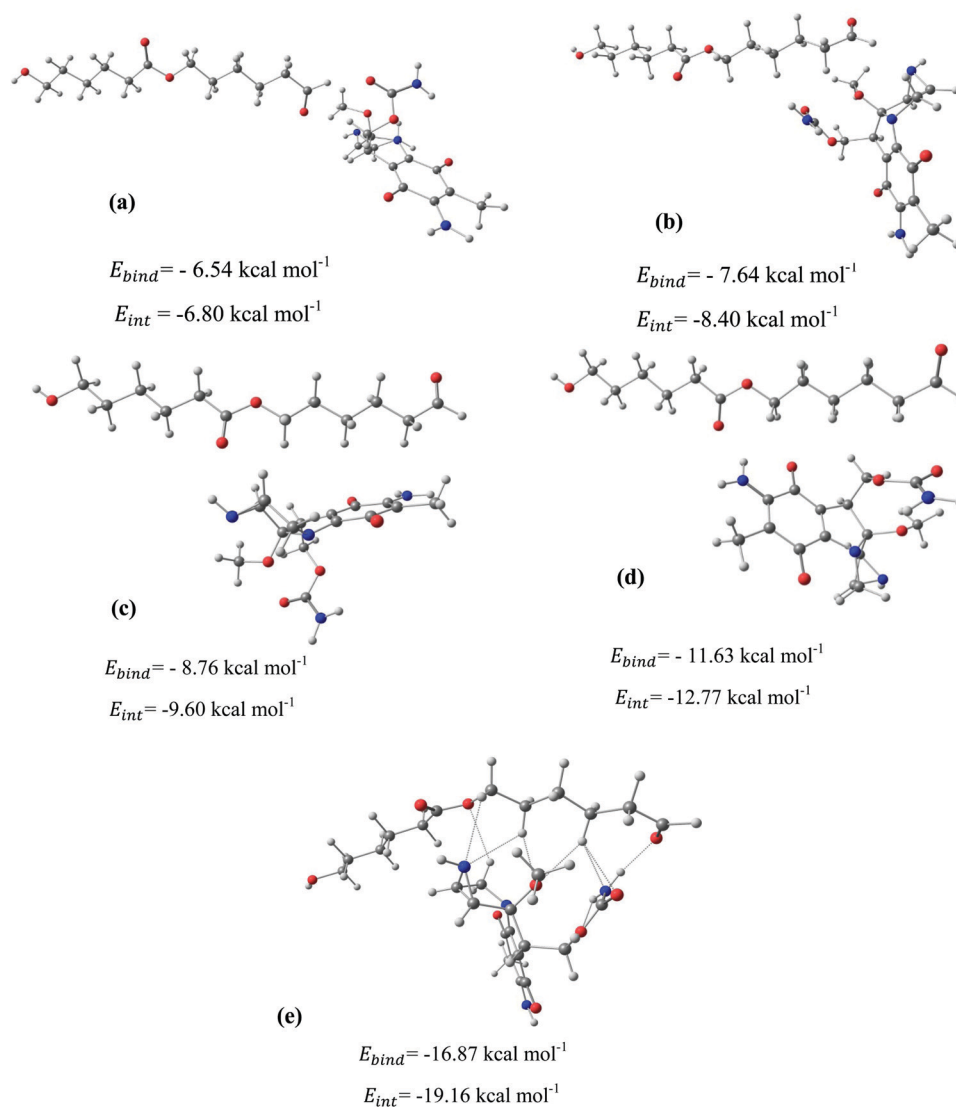 (a)
(b)
E_bind= - 6.54 kcal mol⁻¹
E_int = -6.80 kcal mol⁻¹
E_bind= - 7.64 kcal mol⁻¹
E_int= -8.40 kcal mol⁻¹
(c)
(d)
E_bind= - 8.76 kcal mol⁻¹
E_int= -9.60 kcal mol⁻¹
E_bind= - 11.63 kcal mol⁻¹
E_int= -12.77 kcal mol⁻¹
(e)
E_bind= -16.87 kcal mol⁻¹
E_int= -19.16 kcal mol⁻¹